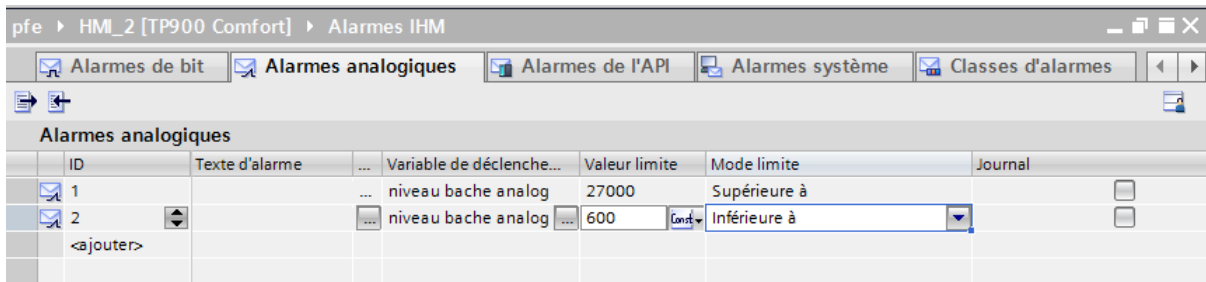 pfe ▸ HMI_2 [TP900 Comfort] ▸ Alarmes IHM
Alarmes de bit Alarmes analogiques Alarmes de l'API Alarmes système Classes d'alarmes
Alarmes analogiques
ID Texte d'alarme ... Variable de déclenche... Valeur limite Mode limite Journal
1 ... niveau bache analog 27000 Supérieure à
2 ... niveau bache analog ... 600 Const Inférieure à
<ajouter>